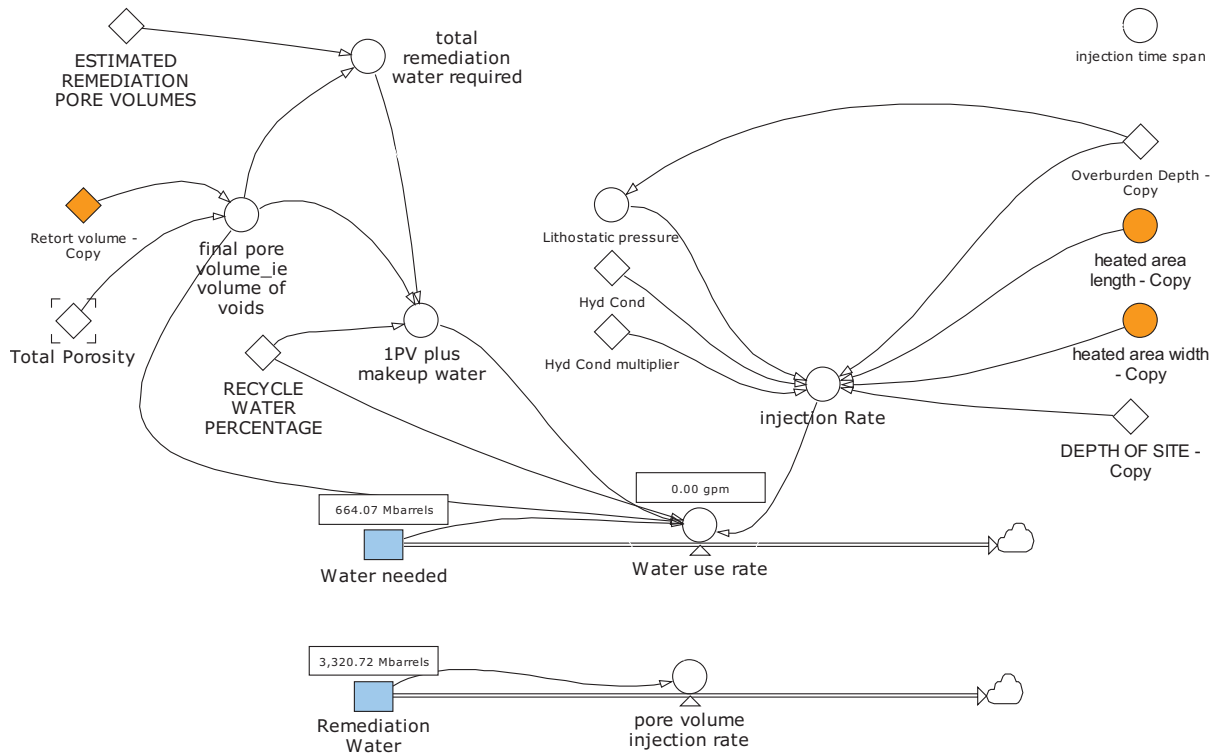 ESTIMATED
REMEDIATION
PORE VOLUMES
total
remediation
water required
injection time span
Retort volume -
Copy
final pore
volume_ie
volume of
voids
Total Porosity
1PV plus
makeup water
RECYCLE
WATER
PERCENTAGE
Lithostatic pressure
Hyd Cond
Hyd Cond multiplier
Overburden Depth -
Copy
heated area
length - Copy
heated area width
- Copy
injection Rate
DEPTH OF SITE -
Copy
0.00 gpm
664.07 Mbarrels
Water needed
Water use rate
3,320.72 Mbarrels
Remediation
Water
pore volume
injection rate